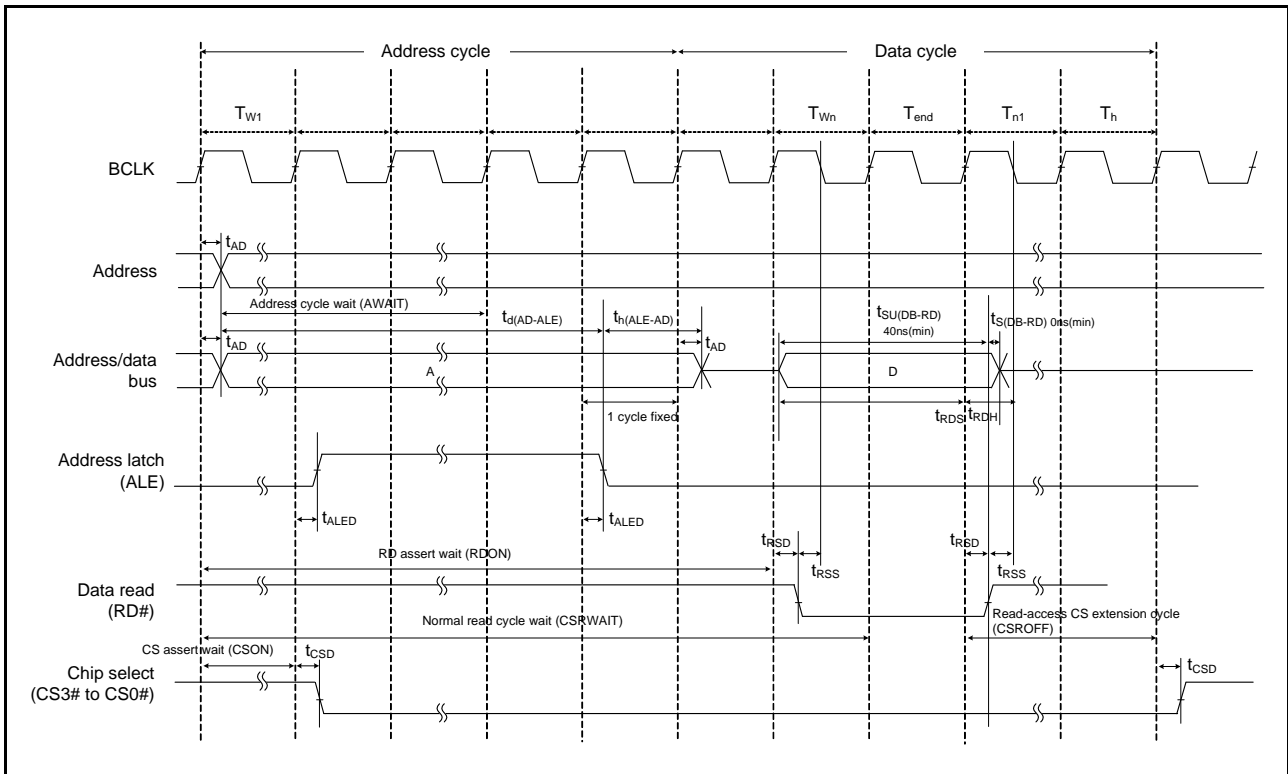 Address cycle
Data cycle
TW1
TWn
Tend
Tn1
Th
BCLK
tAD
Address
Address cycle wait (AWAIT)
td(AD-ALE)
th(ALE-AD)
tSU(DB-RD)
40ns(min)
tS(DB-RD) 0ns(min)
tAD
tAD
Address/data
bus
A
D
1 cycle fixed
tRDS
tRDH
Address latch
(ALE)
tALED
tALED
tRSD
tRSS
tRSD
tRSS
RD assert wait (RDON)
Data read
(RD#)
Normal read cycle wait (CSRWAIT)
Read-access CS extension cycle
(CSROFF)
CS assert wait (CSON)
tCSD
tCSD
Chip select
(CS3# to CS0#)